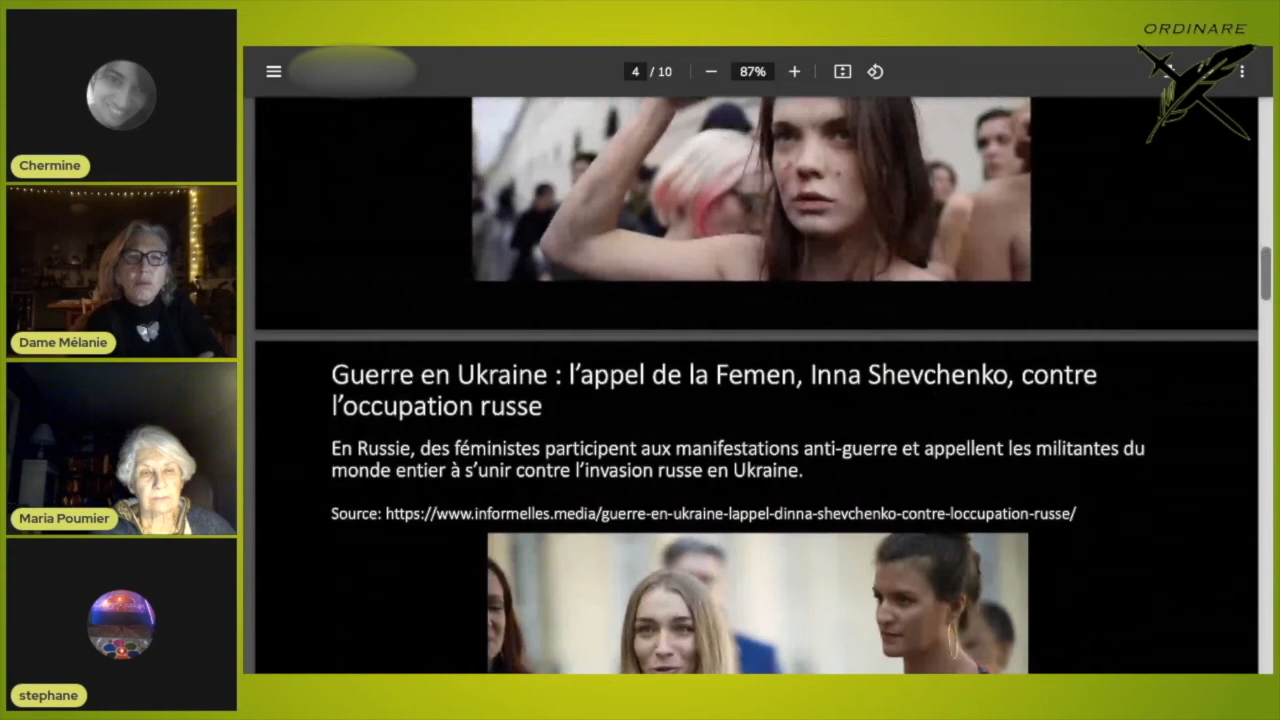 ORDINARE
4 / 10
87%
Chermine
Dame Mélanie
Maria Poumier
stephane
Guerre en Ukraine : l’appel de la Femen, Inna Shevchenko, contre
l’occupation russe
En Russie, des féministes participent aux manifestations anti-guerre et appellent les militantes du
monde entier à s’unir contre l’invasion russe en Ukraine.
Source: https://www.informelles.media/guerre-en-ukraine-lappel-dinna-shevchenko-contre-loccupation-russe/